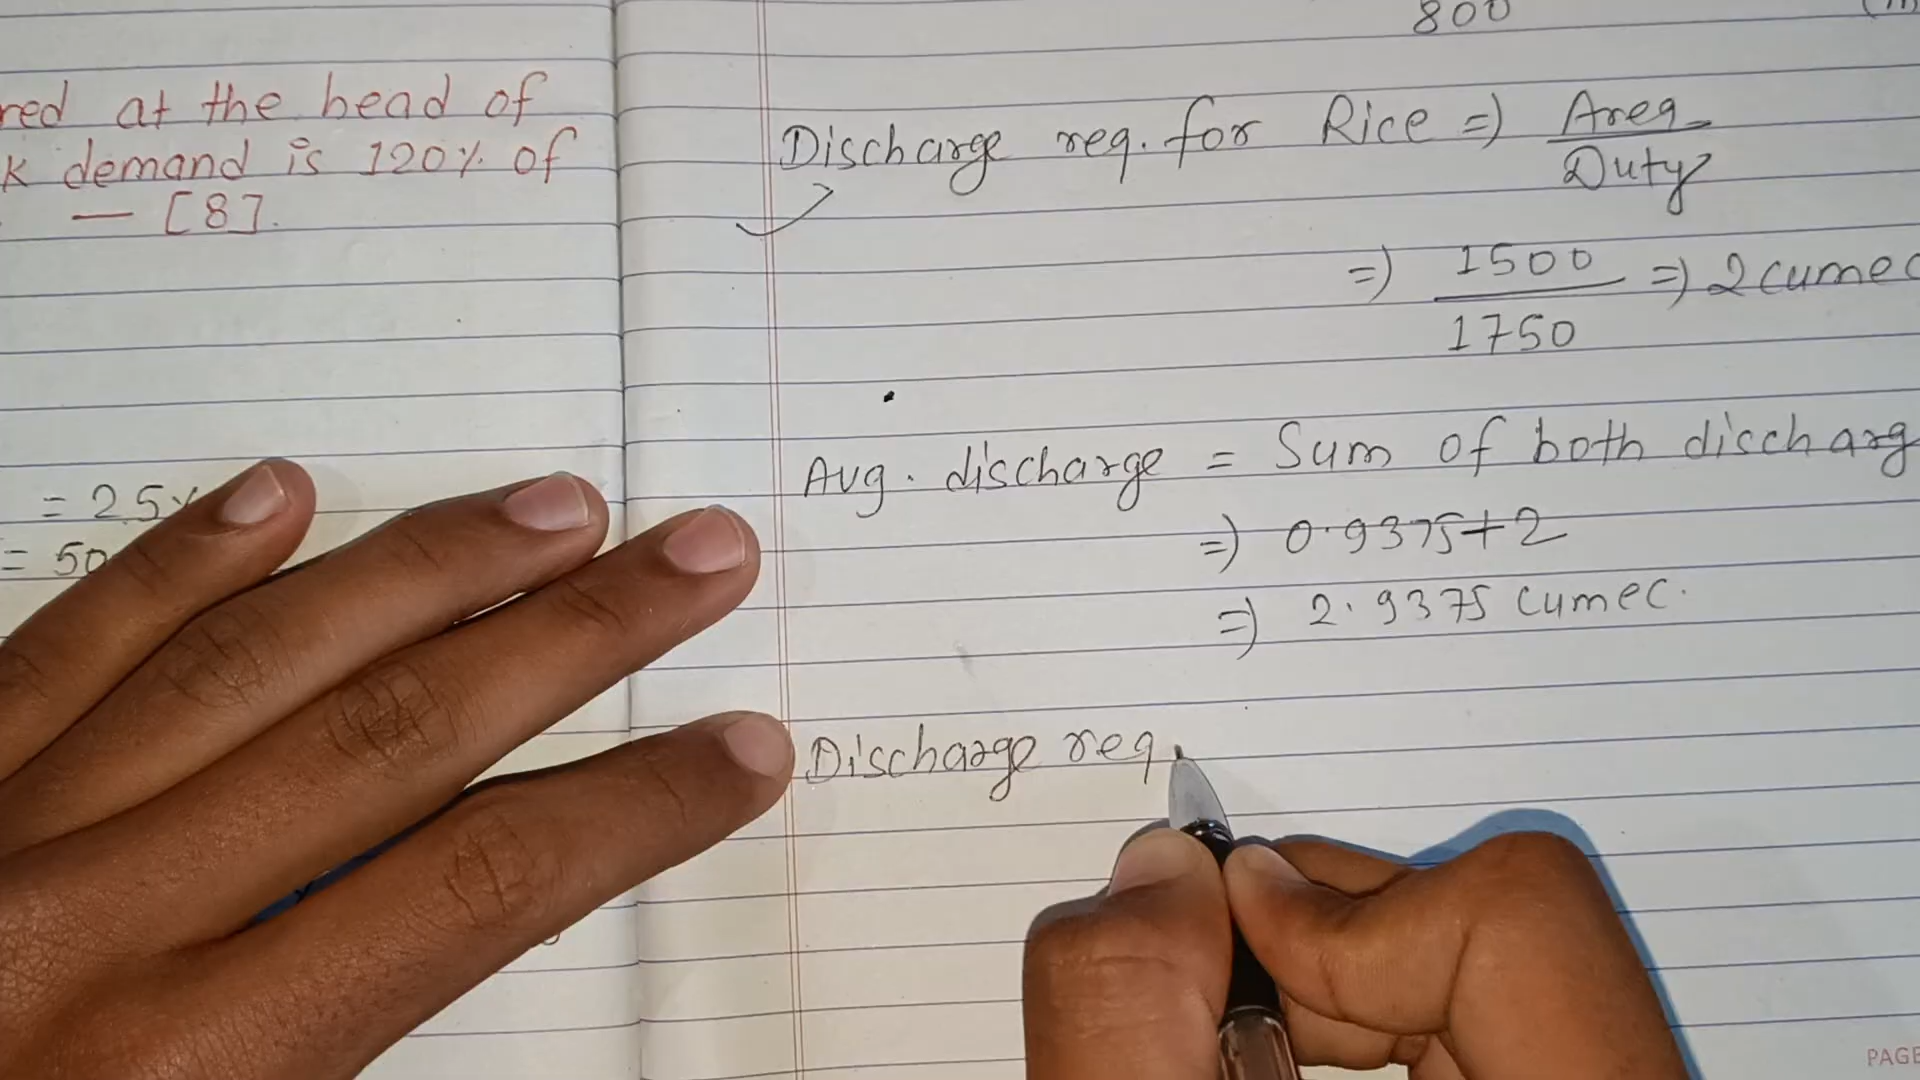 red at the head of
k demand is 120% of
— [8].
= 25%
= 50
800
Discharge req. for Rice => Area
Duty
=> 1500 => 2 cumec
1750
Avg. discharge = Sum of both discharg
=> 0.9375+2
=> 2.9375 cumec.
Discharge req.
PAGE